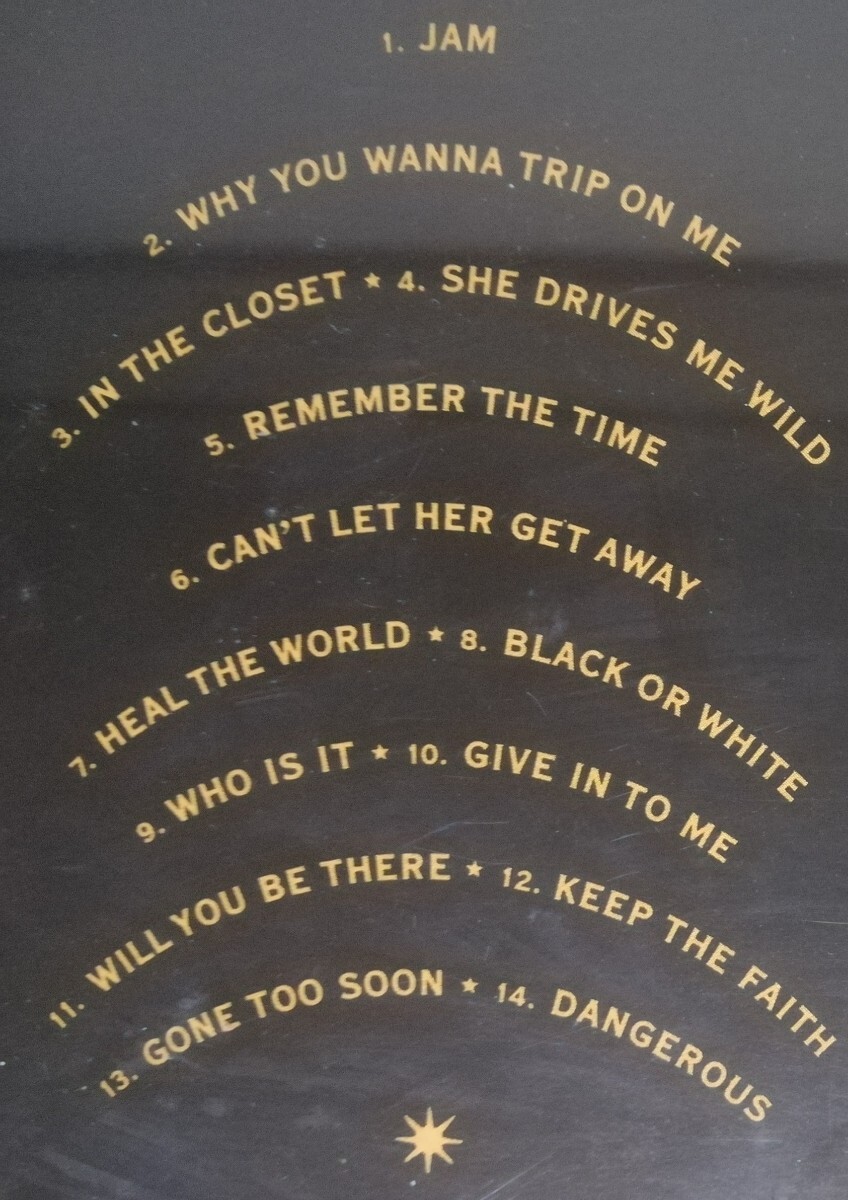 1. JAM
2. WHY YOU WANNA TRIP ON ME
3. IN THE CLOSET ★ 4. SHE DRIVES ME WILD
5. REMEMBER THE TIME
6. CAN'T LET HER GET AWAY
7. HEAL THE WORLD ★ 8. BLACK OR WHITE
9. WHO IS IT ★ 10. GIVE IN TO ME
11. WILL YOU BE THERE ★ 12. KEEP THE FAITH
13. GONE TOO SOON ★ 14. DANGEROUS